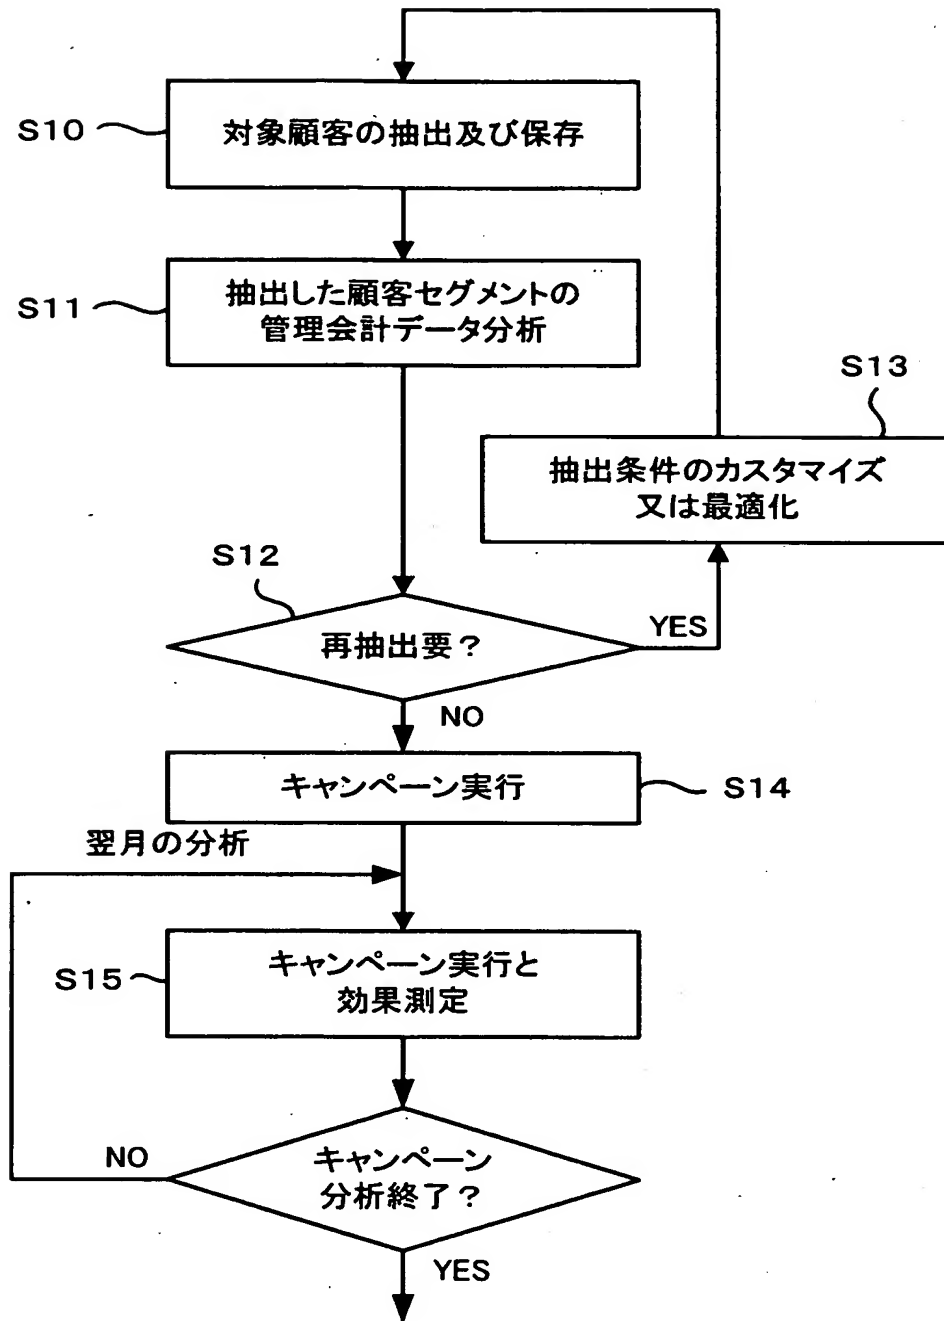 S10
対象顧客の抽出及び保存
S11
抽出した顧客セグメントの
管理会計データ分析
S13
抽出条件のカスタマイズ
又は最適化
S12
再抽出要?
YES
NO
キャンペーン実行
S14
翌月の分析
S15
キャンペーン実行と
効果測定
NO
キャンペーン
分析終了?
YES